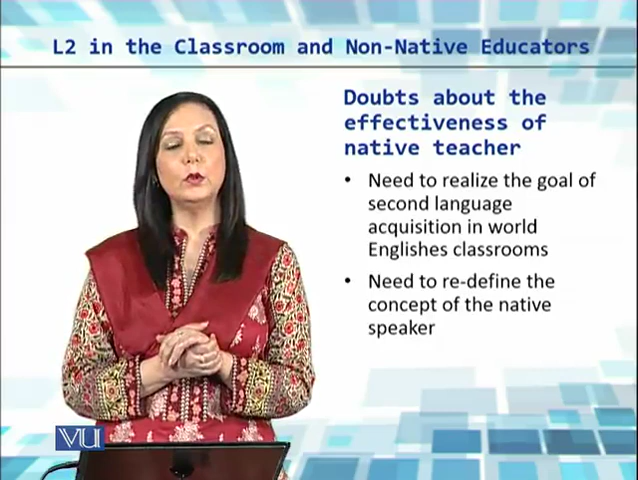 L2 in the Classroom and Non-Native Educators
Doubts about the
effectiveness of
native teacher
• Need to realize the goal of
second language
acquisition in world
Englishes classrooms
• Need to re-define the
concept of the native
speaker
VU